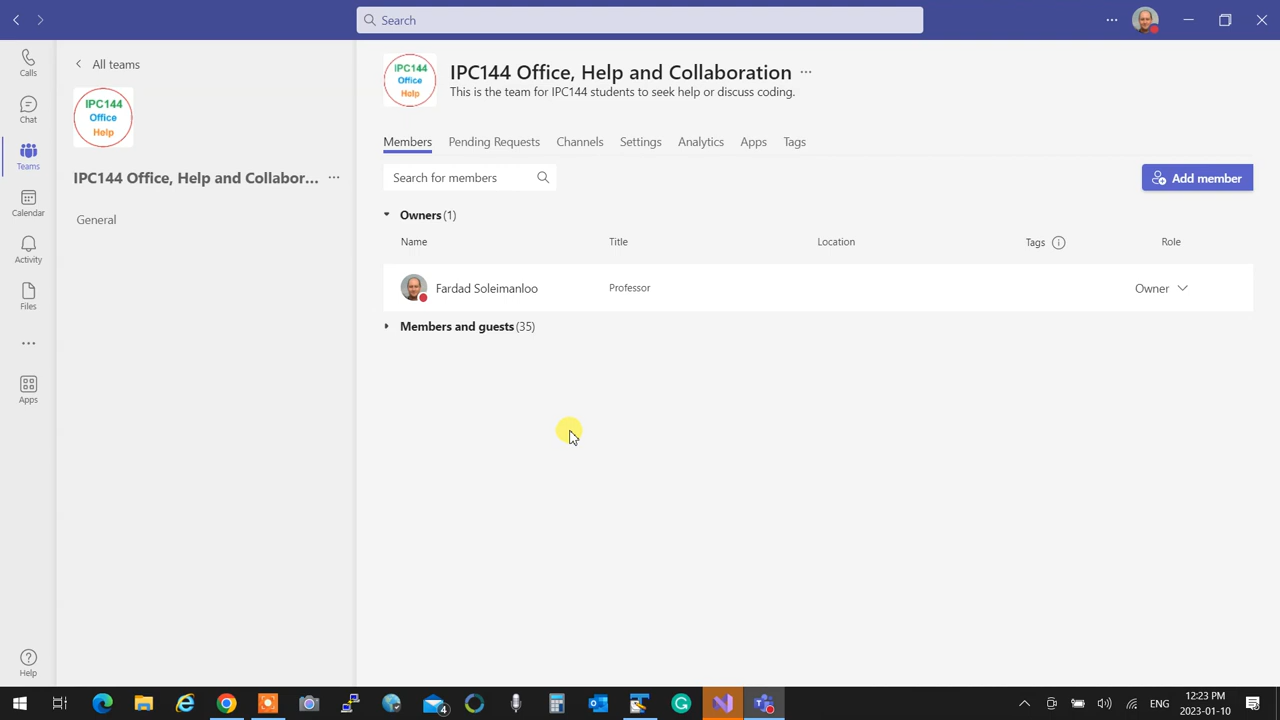 Search
Calls
Chat
Teams
Calendar
Activity
Files
Apps
Help
All teams
IPC144
Office
Help
IPC144 Office, Help and Collabor...
General
IPC144
Office
Help
IPC144 Office, Help and Collaboration
This is the team for IPC144 students to seek help or discuss coding.
Members Pending Requests Channels Settings Analytics Apps Tags
Search for members
Add member
Owners (1)
Name Title Location Tags Role
Fardad Soleimanloo Professor Owner
Members and guests (35)
4
ENG
12:23 PM
2023-01-10